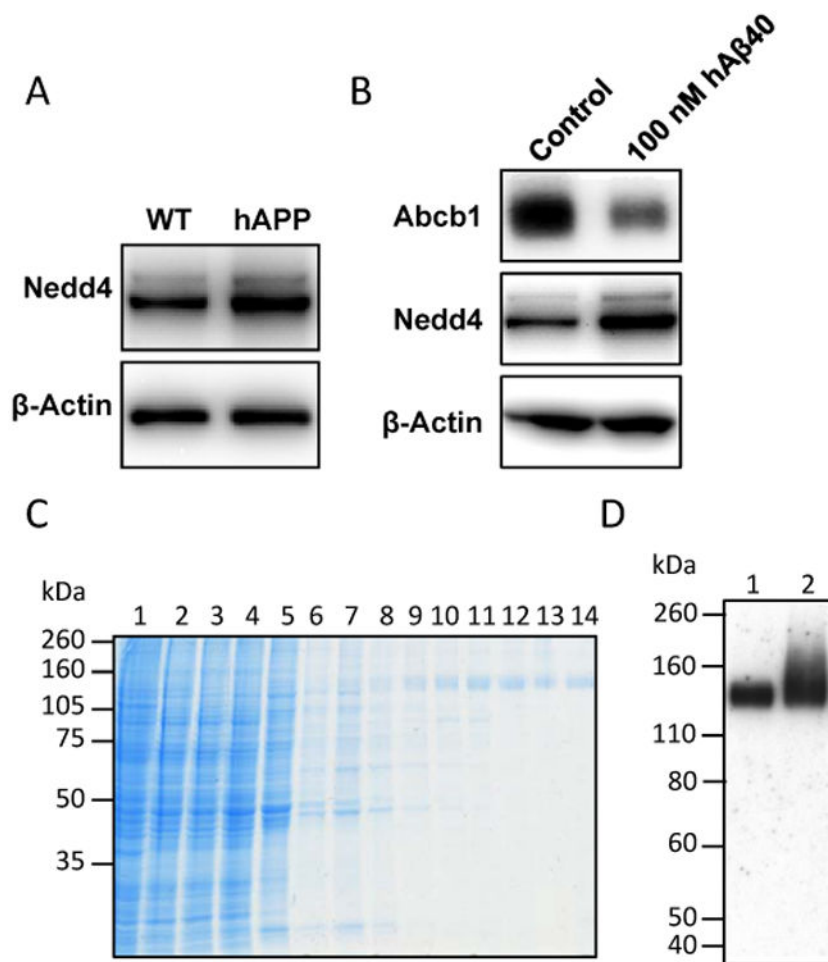 A
WT hAPP
Nedd4
β-Actin
B
Control 100 nM hAβ40
Abcb1
Nedd4
β-Actin
C
kDa
1 2 3 4 5 6 7 8 9 10 11 12 13 14
260
160
105
75
50
35
D
kDa
1 2
260
160
110
80
60
50
40